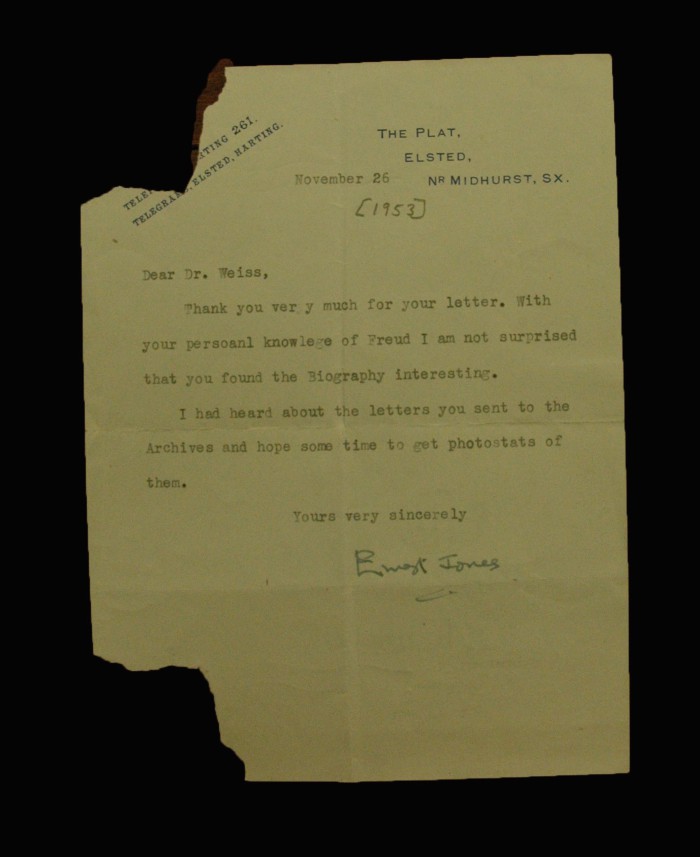 HARTING 261.
TELEGRAMS, ELSTED, HARTING.
THE PLAT,
ELSTED,
November 26 NR MIDHURST, SX.
[1953]
Dear Dr. Weiss,
Thank you ver y much for your letter. With
your persoanl knowlege of Freud I am not surprised
that you found the Biography interesting.
I had heard about the letters you sent to the
Archives and hope some time to get photostats of
them.
Yours very sincerely
Ernest Jones